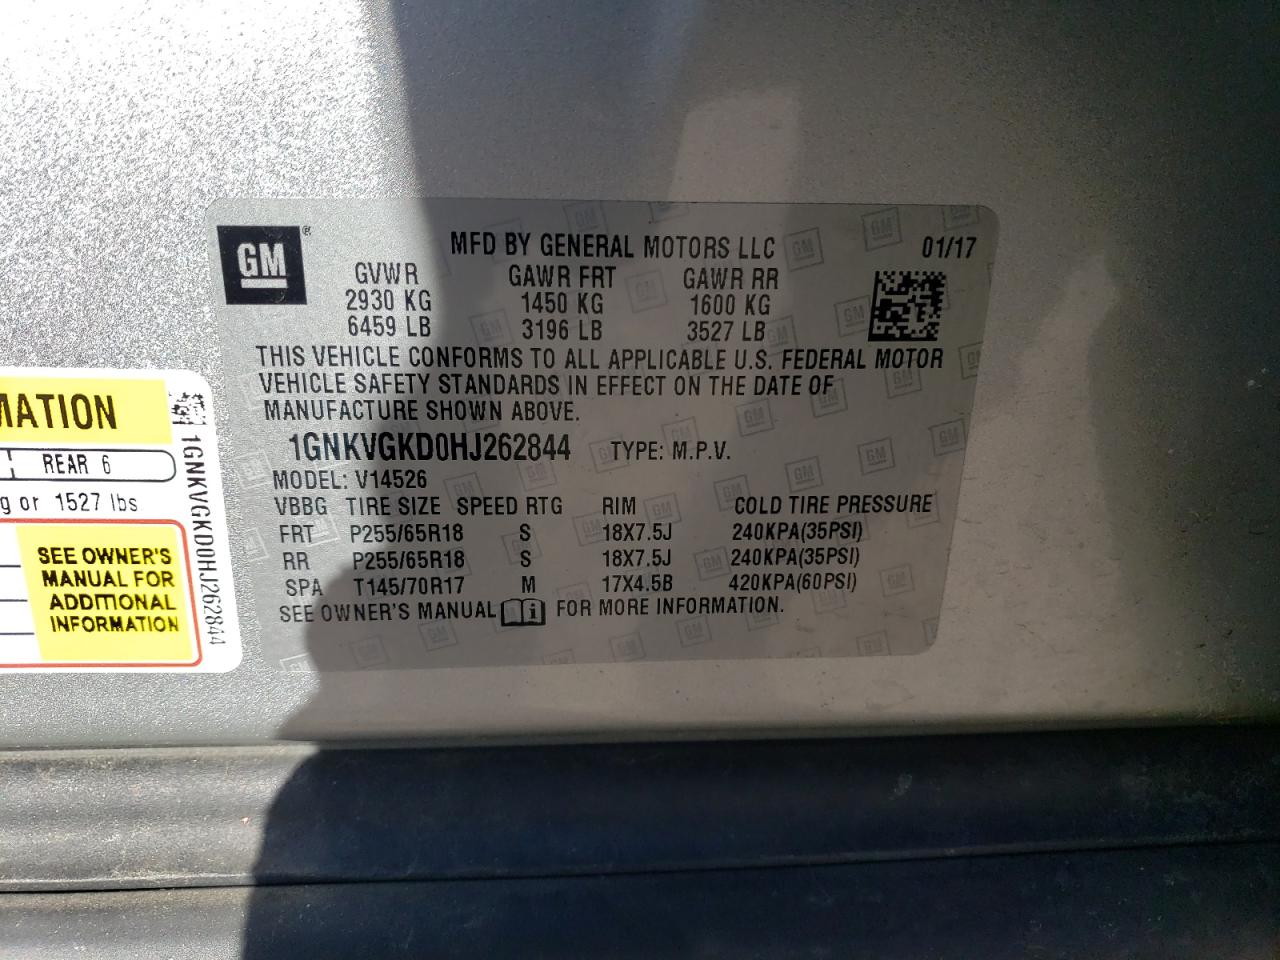 GM®
MFD BY GENERAL MOTORS LLC 01/17
GVWR GAWR FRT GAWR RR
2930 KG 1450 KG 1600 KG
6459 LB 3196 LB 3527 LB
THIS VEHICLE CONFORMS TO ALL APPLICABLE U.S. FEDERAL MOTOR
VEHICLE SAFETY STANDARDS IN EFFECT ON THE DATE OF
MANUFACTURE SHOWN ABOVE.
1GNKVGKD0HJ262844 TYPE: M.P.V.
MODEL: V14526
VBBG TIRE SIZE SPEED RTG RIM COLD TIRE PRESSURE
FRT P255/65R18 S 18X7.5J 240KPA(35PSI)
RR P255/65R18 S 18X7.5J 240KPA(35PSI)
SPA T145/70R17 M 17X4.5B 420KPA(60PSI)
SEE OWNER'S MANUAL i FOR MORE INFORMATION.
MATION
REAR 6
g or 1527 lbs
SEE OWNER'S
MANUAL FOR
ADDITIONAL
INFORMATION
1GNKVGKD0HJ262844